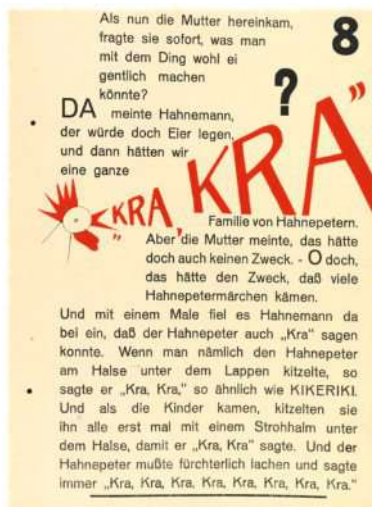 Als nun die Mutter hereinkam,
fragte sie sofort, was man
mit dem Ding wohl ei
gentlich machen
könnte?
8
?
DA meinte Hahnemann,
der würde doch Eier legen,
und dann hätten wir
eine ganze
„KRA, KRA”
Familie von Hahnepetern.
Aber die Mutter meinte, das hätte
doch auch keinen Zweck. - O doch,
das hätte den Zweck, daß viele
Hahnepetermärchen kämen.
Und mit einem Male fiel es Hahnemann da
bei ein, daß der Hahnepeter auch „Kra“ sagen
konnte. Wenn man nämlich den Hahnepeter
am Halse unter dem Lappen kitzelte, so
sagte er „Kra, Kra,“ so ähnlich wie KIKERIKI.
Und als die Kinder kamen, kitzelten sie
ihn alle erst mal mit einem Strohhalm unter
dem Halse, damit er „Kra, Kra“ sagte. Und der
Hahnepeter mußte fürchterlich lachen und sagte
immer „Kra, Kra, Kra, Kra, Kra, Kra, Kra, Kra.“